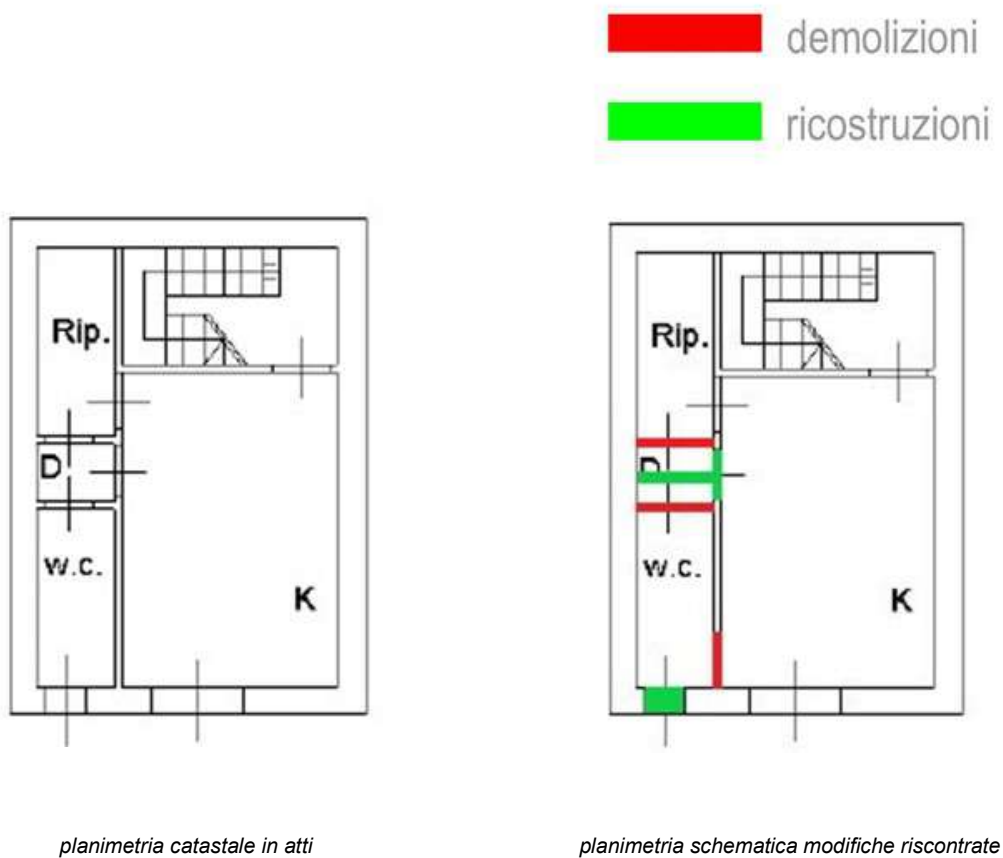 demolizioni
ricostruzioni
Rip.
D
w.c.
K
Rip.
D
w.c.
K
planimetria catastale in atti
planimetria schematica modifiche riscontrate